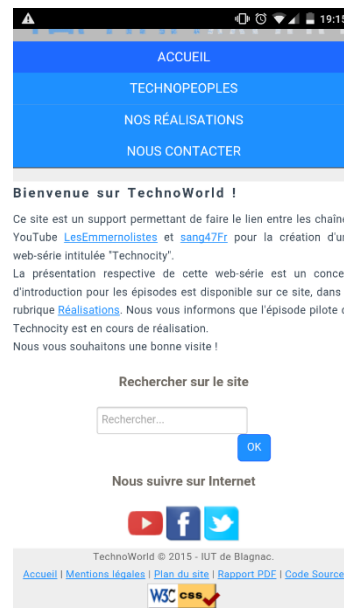 19:15
ACCUEIL
TECHNOPEOPLES
NOS RÉALISATIONS
NOUS CONTACTER
Bienvenue sur TechnoWorld !
Ce site est un support permettant de faire le lien entre les
YouTube LesEmmernolistes et sang47Fr pour la création
web-série intitulée "Technocity".
La présentation respective de cette web-série est un
d'introduction pour les épisodes est disponible sur ce site, dans
rubrique Réalisations. Nous vous informons que l'épisode pilote
Technocity est en cours de réalisation.
Nous vous souhaitons une bonne visite !
Rechercher sur le site
Rechercher...
OK
Nous suivre sur Internet
f
TechnoWorld © 2015 - IUT de Blagnac.
Accueil | Mentions légales | Plan du site | Rapport PDF | Code Source
W3C css